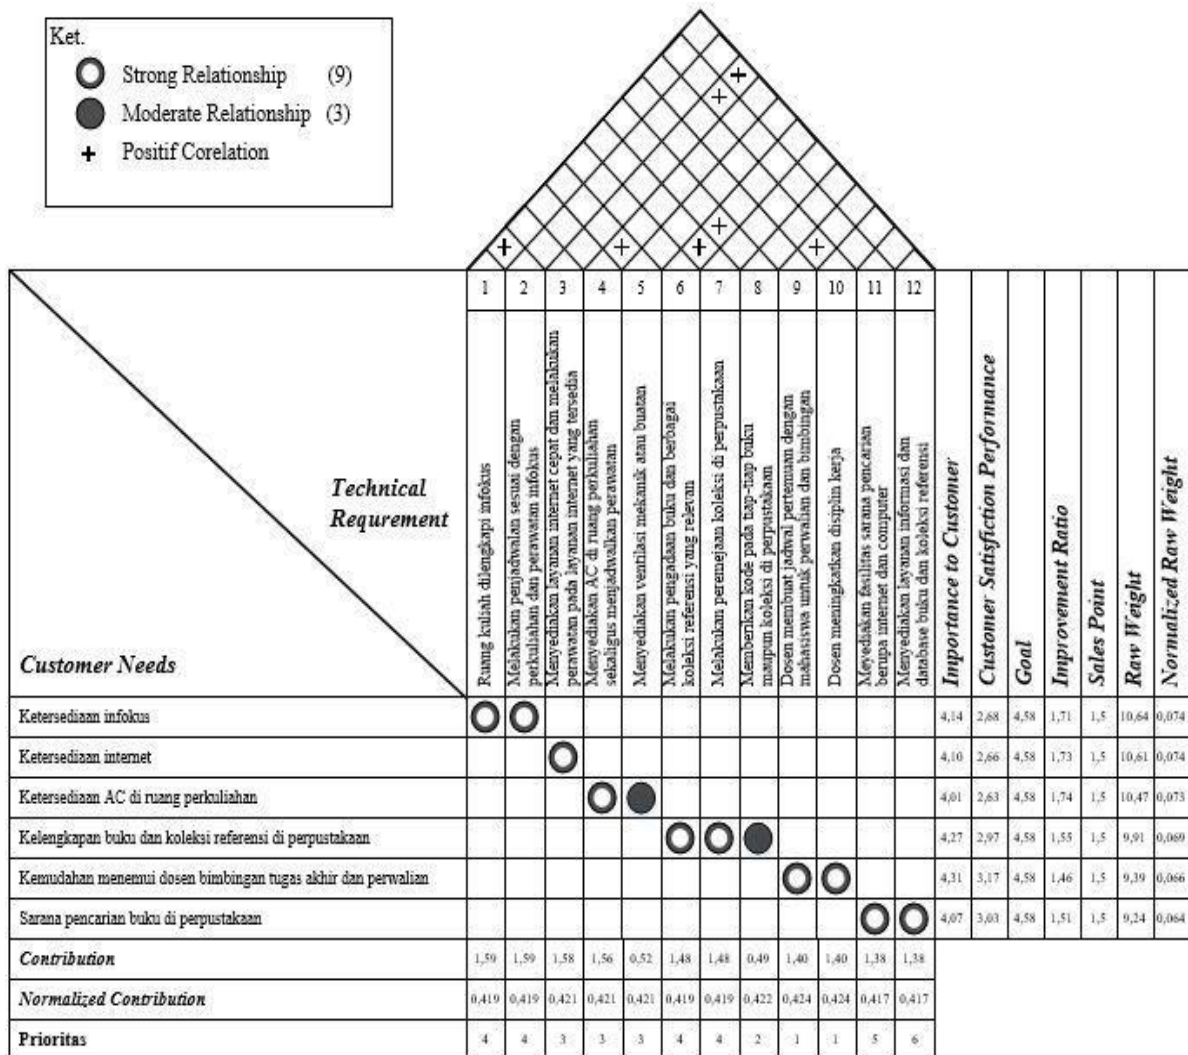 Ket.
Strong Relationship (9)
Moderate Relationship (3)
+ Positif Corelation
+
+
+
+ + + +
1 2 3 4 5 6 7 8 9 10 11 12
Technical
Requrement
Customer Needs
Ruang kuliah dilengkapi infokus
Melakukan penjadwalan sesuai dengan
perkuliahan dan perawatan infokus
Menyediakan layanan internet cepat dan melakukan
perawatan pada layanan internet yang tersedia
Menyediakan AC di ruang perkuliahan
sekaligus menjadwalkan perawatan
Menyediakan ventilasi mekanik atau buatan
Melakukan pengadaan buku dan berbagai
koleksi referensi yang relevan
Melakukan peremejaan koleksi di perpustakaan
Memberikan kode pada tiap-tiap buku
maupun koleksi di perpustakaan
Dosen membuat jadwal pertemuan dengan
mahasiswa untuk perwalian dan bimbingan
Dosen meningkatkan disiplin kerja
Meyediakan fasilitas sarana pencarian
berupa internet dan computer
Menyediakan layanan informasi dan
database buku dan koleksi referensi
Importance to Customer
Customer Satisfiction Performance
Goal
Improvement Ratio
Sales Point
Raw Weight
Normalized Raw Weight
Ketersediaan infokus 4,14 2,68 4,58 1,71 1,5 10,64 0,074
Ketersediaan internet 4,10 2,66 4,58 1,73 1,5 10,61 0,074
Ketersediaan AC di ruang perkuliahan 4,01 2,63 4,58 1,74 1,5 10,47 0,073
Kelengkapan buku dan koleksi referensi di perpustakaan 4,27 2,97 4,58 1,55 1,5 9,91 0,069
Kemudahan menemui dosen bimbingan tugas akhir dan perwalian 4,31 3,17 4,58 1,46 1,5 9,39 0,066
Sarana pencarian buku di perpustakaan 4,07 3,03 4,58 1,51 1,5 9,24 0,064
Contribution 1,59 1,59 1,58 1,56 0,52 1,48 1,48 0,49 1,40 1,40 1,38 1,38
Normalized Contribution 0,419 0,419 0,421 0,421 0,421 0,419 0,419 0,422 0,424 0,424 0,417 0,417
Prioritas 4 4 3 3 3 4 4 2 1 1 5 6